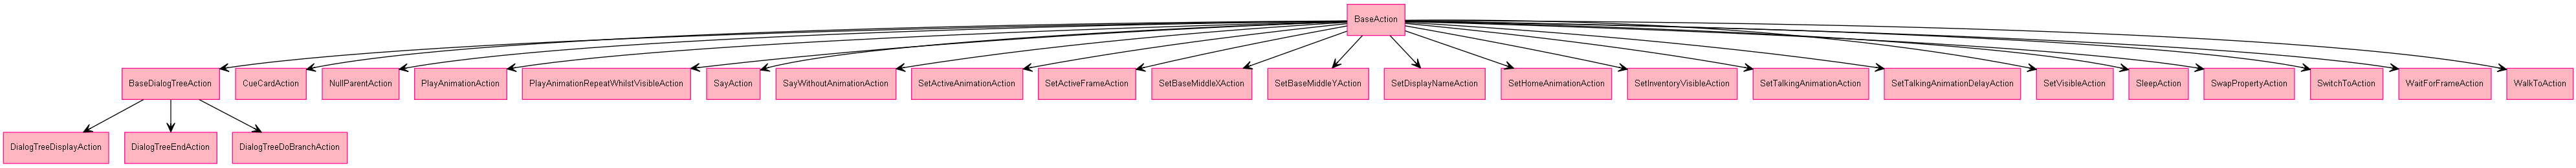 BaseAction
BaseDialogTreeAction
CueCardAction
NullParentAction
PlayAnimationAction
PlayAnimationRepeatWhilstVisibleAction
SayAction
SayWithoutAnimationAction
SetActiveAnimationAction
SetActiveFrameAction
SetBaseMiddleXAction
SetBaseMiddleYAction
SetDisplayNameAction
SetHomeAnimationAction
SetInventoryVisibleAction
SetTalkingAnimationAction
SetTalkingAnimationDelayAction
SetVisibleAction
SleepAction
SwapPropertyAction
SwitchToAction
WaitForFrameAction
WalkToAction
DialogTreeDisplayAction
DialogTreeEndAction
DialogTreeDoBranchAction